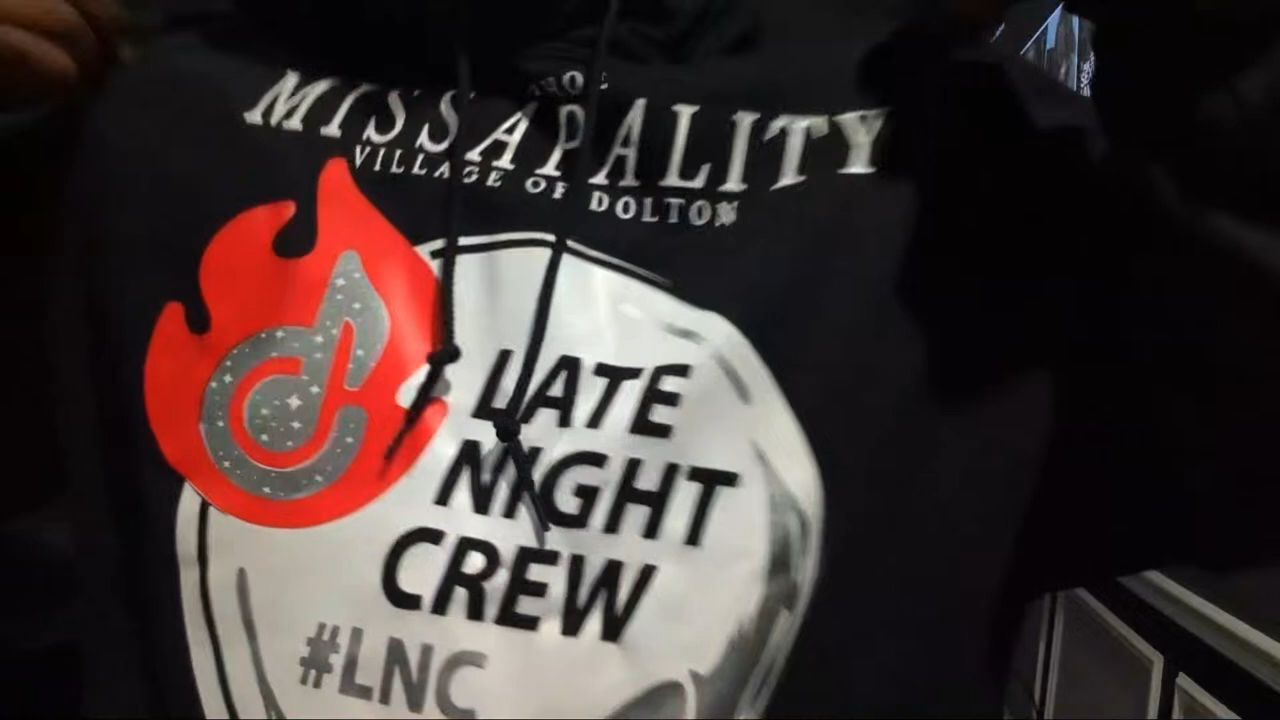 MISSAPALITY
VILLAGE OF DOLTON
LATE
NIGHT
CREW
#LNC